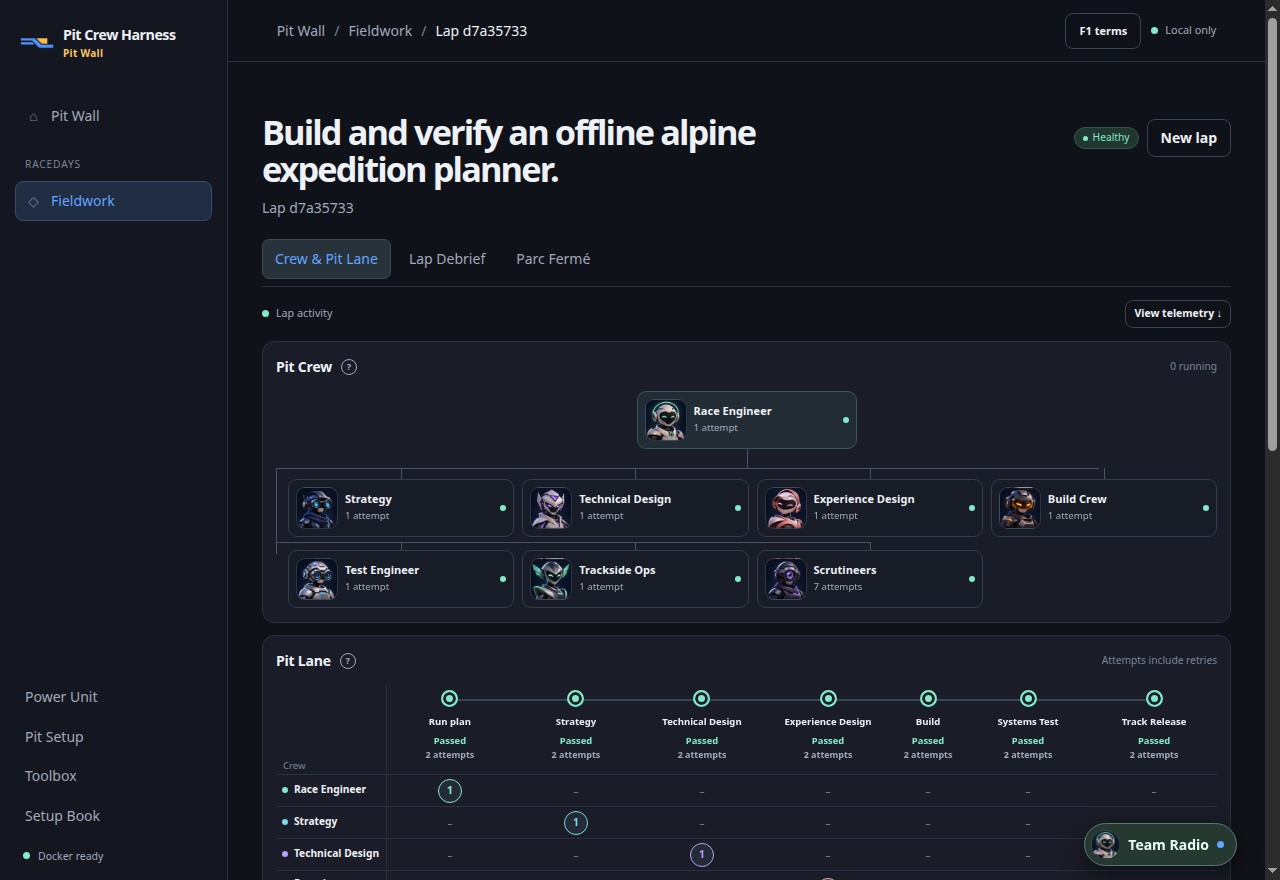 Pit Crew Harness
Pit Wall
Pit Wall
RACEDAYS
Fieldwork
Power Unit
Pit Setup
Toolbox
Setup Book
Docker ready
Pit Wall / Fieldwork / Lap d7a35733
F1 terms
Local only
Build and verify an offline alpine
expedition planner.
Healthy
New lap
Lap d7a35733
Crew & Pit Lane
Lap Debrief
Parc Fermé
Lap activity
View telemetry ↓
Pit Crew ?
0 running
Race Engineer
1 attempt
Strategy
1 attempt
Technical Design
1 attempt
Experience Design
1 attempt
Build Crew
1 attempt
Test Engineer
1 attempt
Trackside Ops
1 attempt
Scrutineers
7 attempts
Pit Lane ?
Attempts include retries
Crew
Run plan
Passed
2 attempts
Strategy
Passed
2 attempts
Technical Design
Passed
2 attempts
Experience Design
Passed
2 attempts
Build
Passed
2 attempts
Systems Test
Passed
2 attempts
Track Release
Passed
2 attempts
Race Engineer 1 – – – – – –
Strategy – 1 – – – –
Technical Design – – 1 – – –
Team Radio